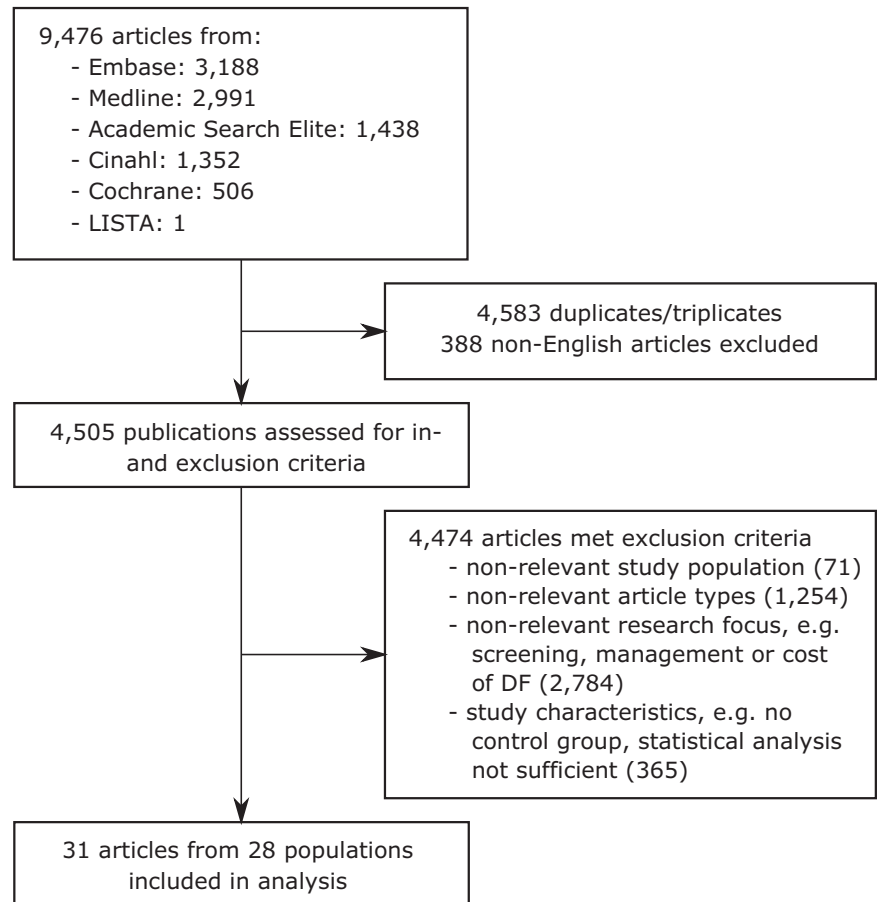 9,476 articles from:
- Embase: 3,188
- Medline: 2,991
- Academic Search Elite: 1,438
- Cinahl: 1,352
- Cochrane: 506
- LISTA: 1
4,583 duplicates/triplicates
388 non-English articles excluded
4,505 publications assessed for in-
and exclusion criteria
4,474 articles met exclusion criteria
- non-relevant study population (71)
- non-relevant article types (1,254)
- non-relevant research focus, e.g.
screening, management or cost
of DF (2,784)
- study characteristics, e.g. no
control group, statistical analysis
not sufficient (365)
31 articles from 28 populations
included in analysis